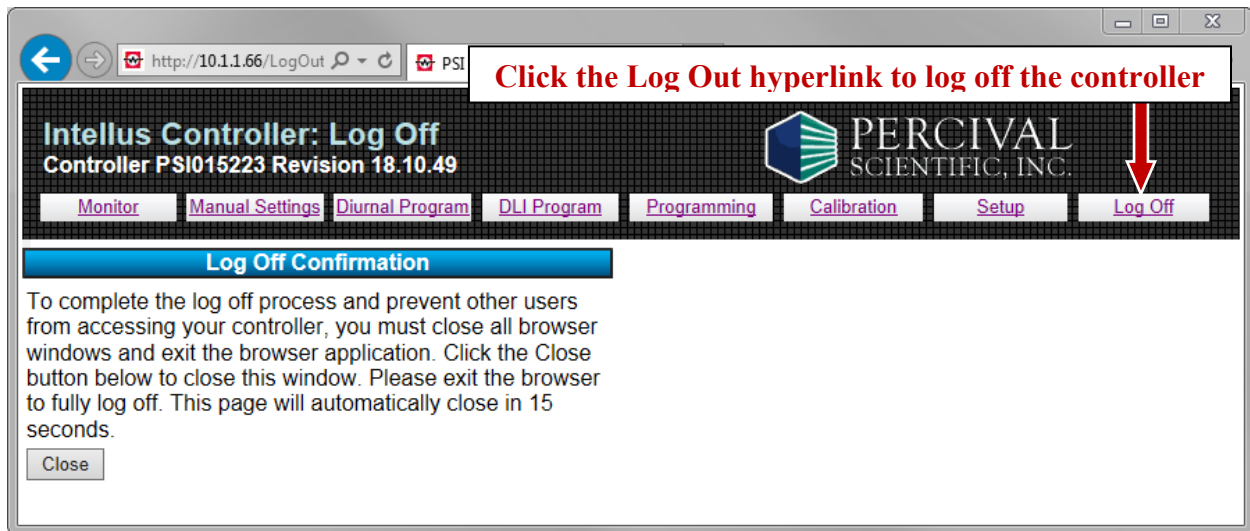 http://10.1.1.66/LogOut
PSI
Click the Log Out hyperlink to log off the controller
Intellus Controller: Log Off
Controller PSI015223 Revision 18.10.49
PERCIVAL
SCIENTIFIC, INC.
Monitor Manual Settings Diurnal Program DLI Program Programming Calibration Setup Log Off
Log Off Confirmation
To complete the log off process and prevent other users
from accessing your controller, you must close all browser
windows and exit the browser application. Click the Close
button below to close this window. Please exit the browser
to fully log off. This page will automatically close in 15
seconds.
Close